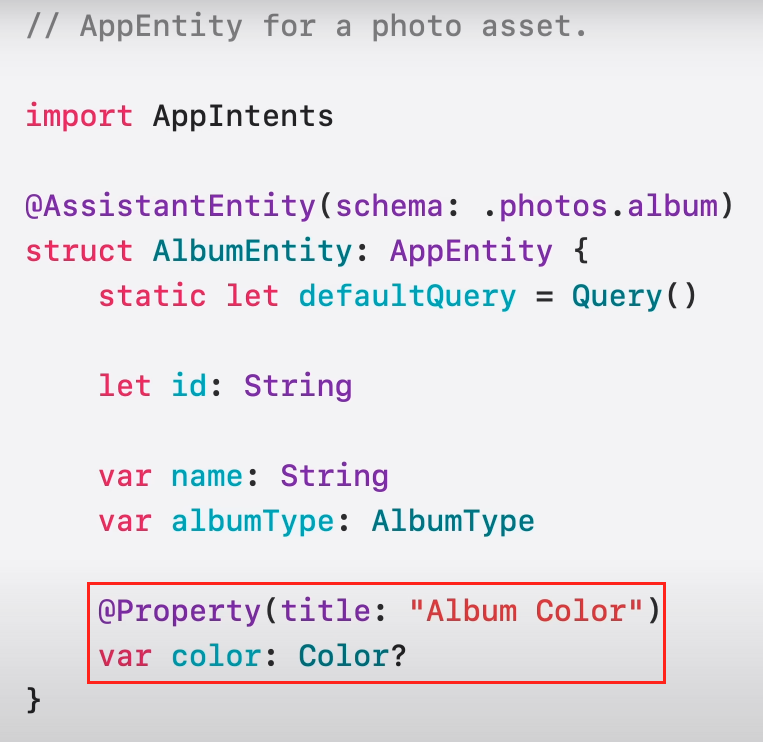 // AppEntity for a photo asset.
import AppIntents
@AssistantEntity(schema: .photos.album)
struct AlbumEntity: AppEntity {
static let defaultQuery = Query()
let id: String
var name: String
var albumType: AlbumType
@Property(title: "Album Color")
var color: Color?
}